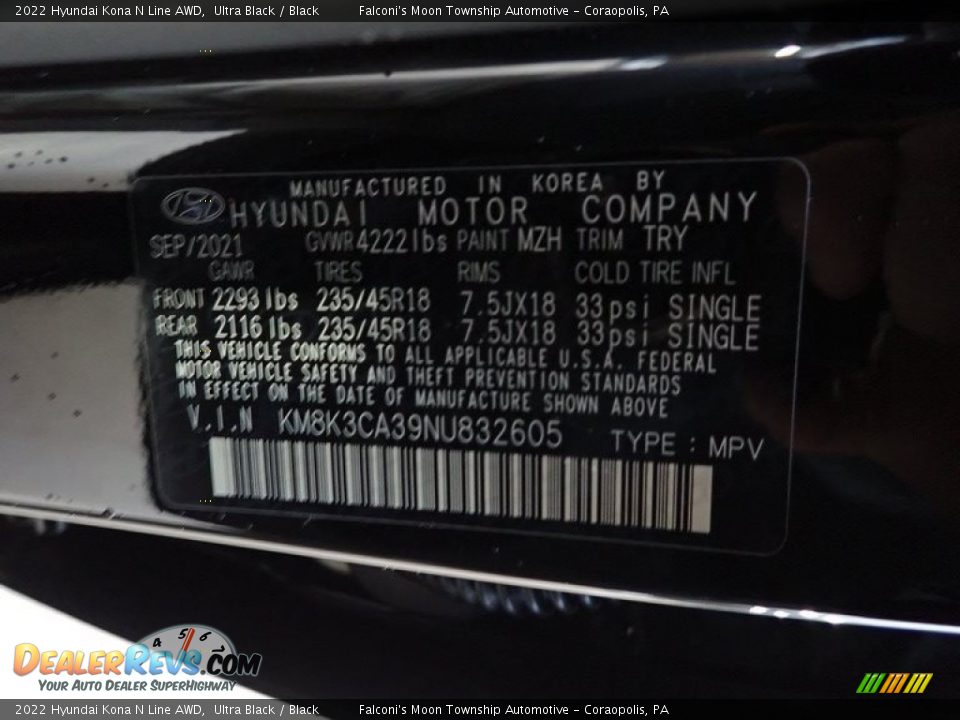 2022 Hyundai Kona N Line AWD, Ultra Black / Black Falconi's Moon Township Automotive - Coraopolis, PA
MANUFACTURED IN KOREA BY
HYUNDAI MOTOR COMPANY
SEP/2021 GVWR 4222 lbs PAINT MZH TRIM TRY
GAWR TIRES RIMS COLD TIRE INFL
FRONT 2293 lbs 235/45R18 7.5JX18 33psi SINGLE
REAR 2116 lbs 235/45R18 7.5JX18 33psi SINGLE
THIS VEHICLE CONFORMS TO ALL APPLICABLE U.S.A. FEDERAL
MOTOR VEHICLE SAFETY AND THEFT PREVENTION STANDARDS
IN EFFECT ON THE DATE OF MANUFACTURE SHOWN ABOVE
V.I.N KM8K3CA39NU832605 TYPE : MPV
4 5 6
DEALERREVS.COM
YOUR AUTO DEALER SUPERHIGHWAY
2022 Hyundai Kona N Line AWD, Ultra Black / Black Falconi's Moon Township Automotive - Coraopolis, PA